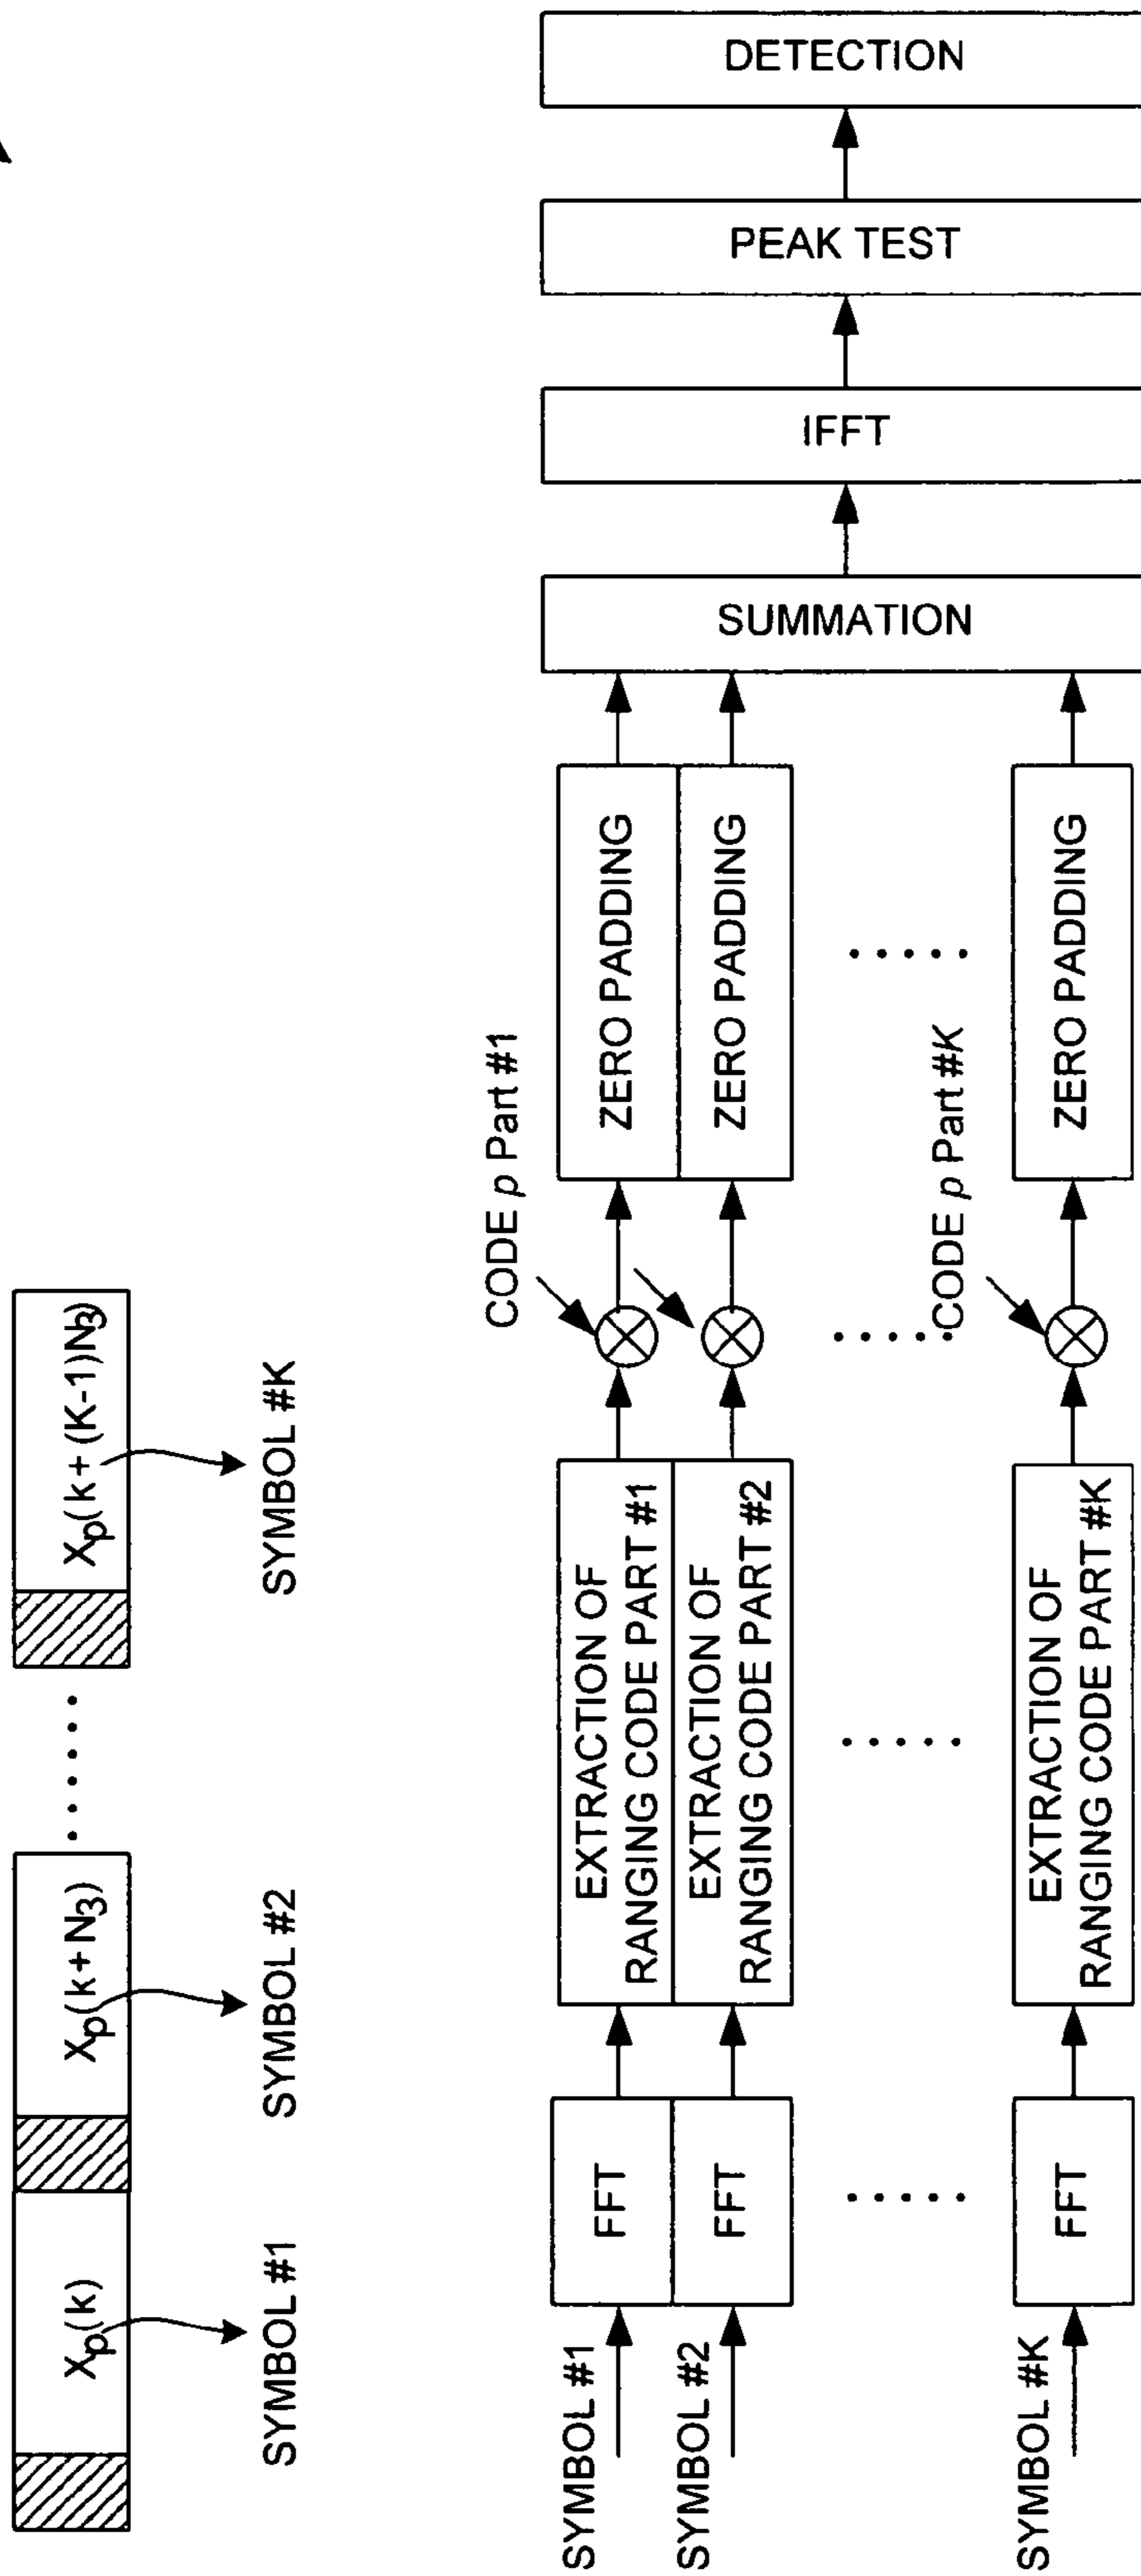 Xp(k)
Xp(k+N3)
Xp(k+(K-1)N3)
SYMBOL #1
SYMBOL #2
SYMBOL #K
SYMBOL #1
FFT
EXTRACTION OF
RANGING CODE PART #1
CODE p Part #1
ZERO PADDING
SYMBOL #2
FFT
EXTRACTION OF
RANGING CODE PART #2
ZERO PADDING
SYMBOL #K
FFT
EXTRACTION OF
RANGING CODE PART #K
CODE p Part #K
ZERO PADDING
SUMMATION
IFFT
PEAK TEST
DETECTION